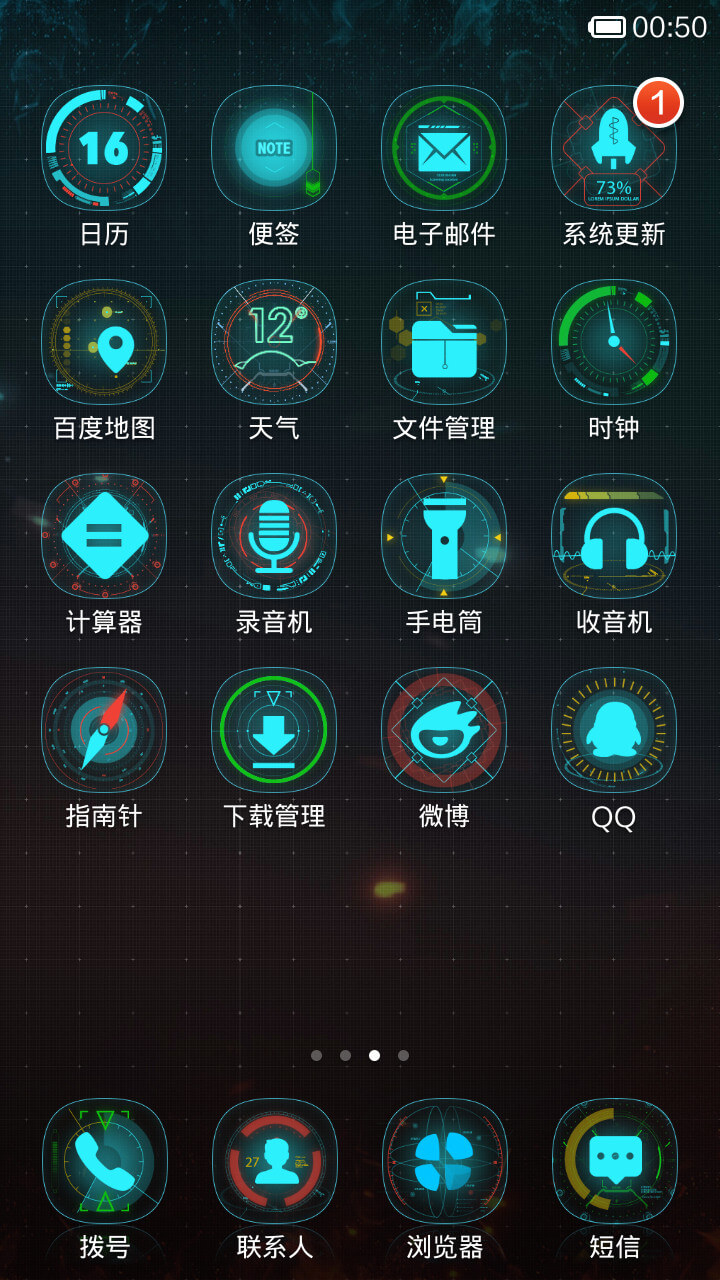 00:50
16
NOTE
1
73%
LOREM IPSUM DOLLAR
日历
便签
电子邮件
系统更新
12°
百度地图
天气
文件管理
时钟
计算器
录音机
手电筒
收音机
指南针
下载管理
微博
QQ
27
拨号
联系人
浏览器
短信